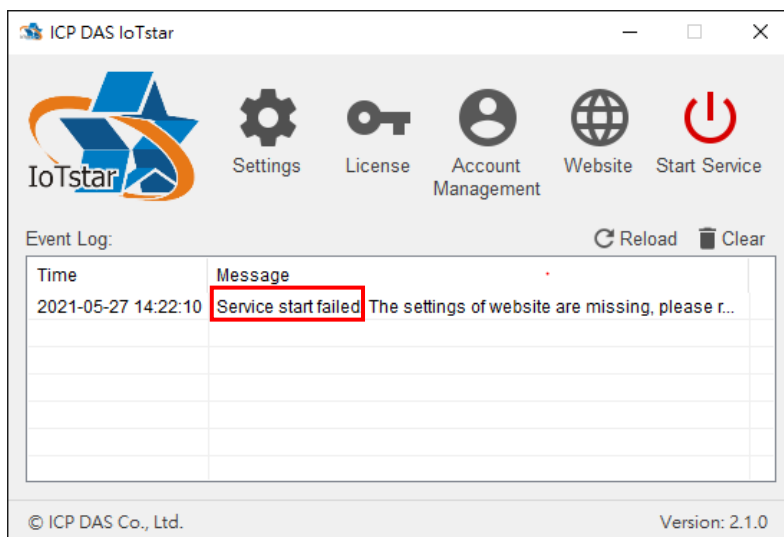 ICP DAS IoTstar
IoTstar
Settings
License
Account
Management
Website
Start Service
Event Log:
Reload
Clear
Time
Message
2021-05-27 14:22:10
Service start failed. The settings of website are missing, please r...
© ICP DAS Co., Ltd.
Version: 2.1.0